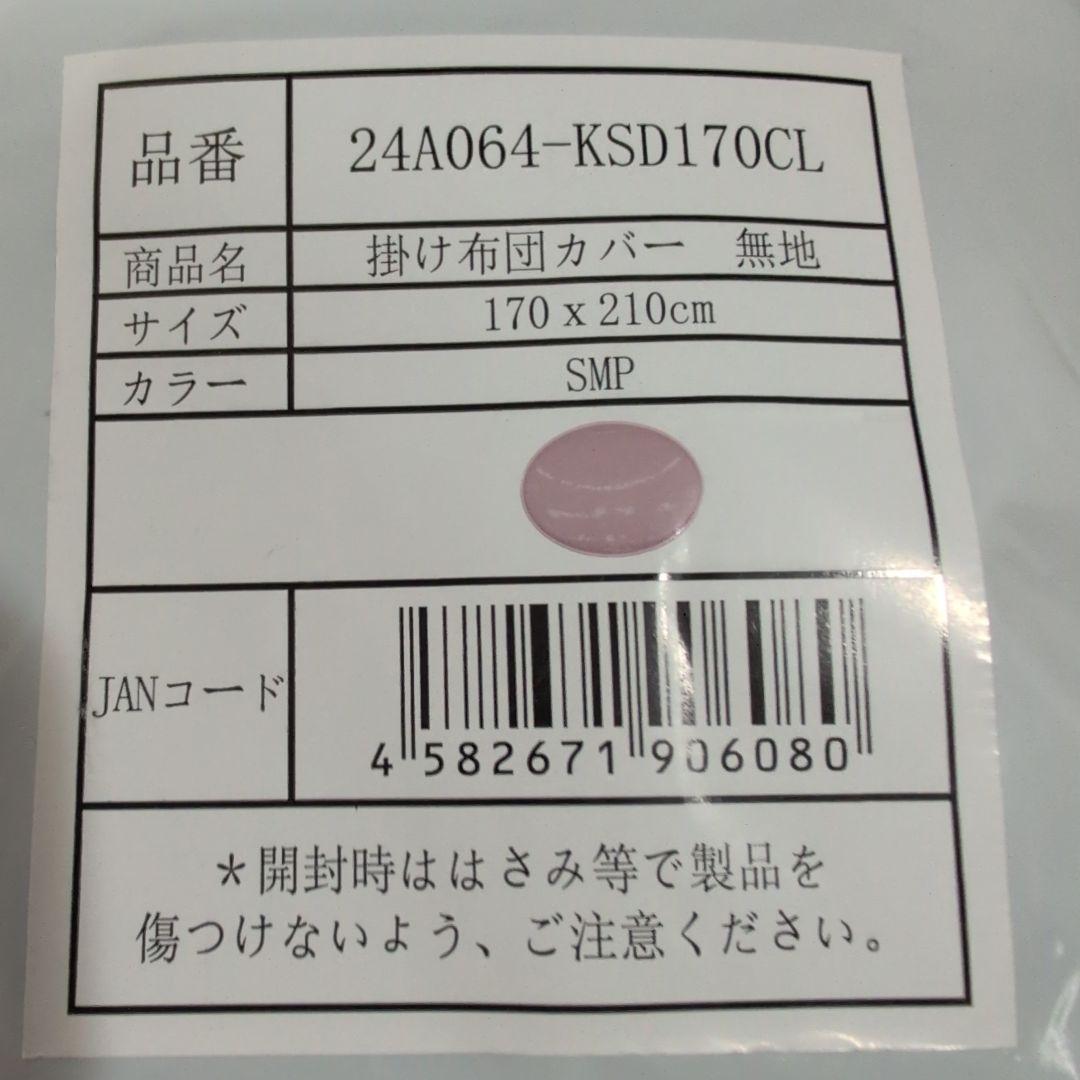 品番 24A064-KSD170CL
商品名 掛け布団カバー 無地
サイズ 170 x 210cm
カラー SMP
JANコード
4 582671 906080
*開封時ははさみ等で製品を
傷つけないよう、ご注意ください。